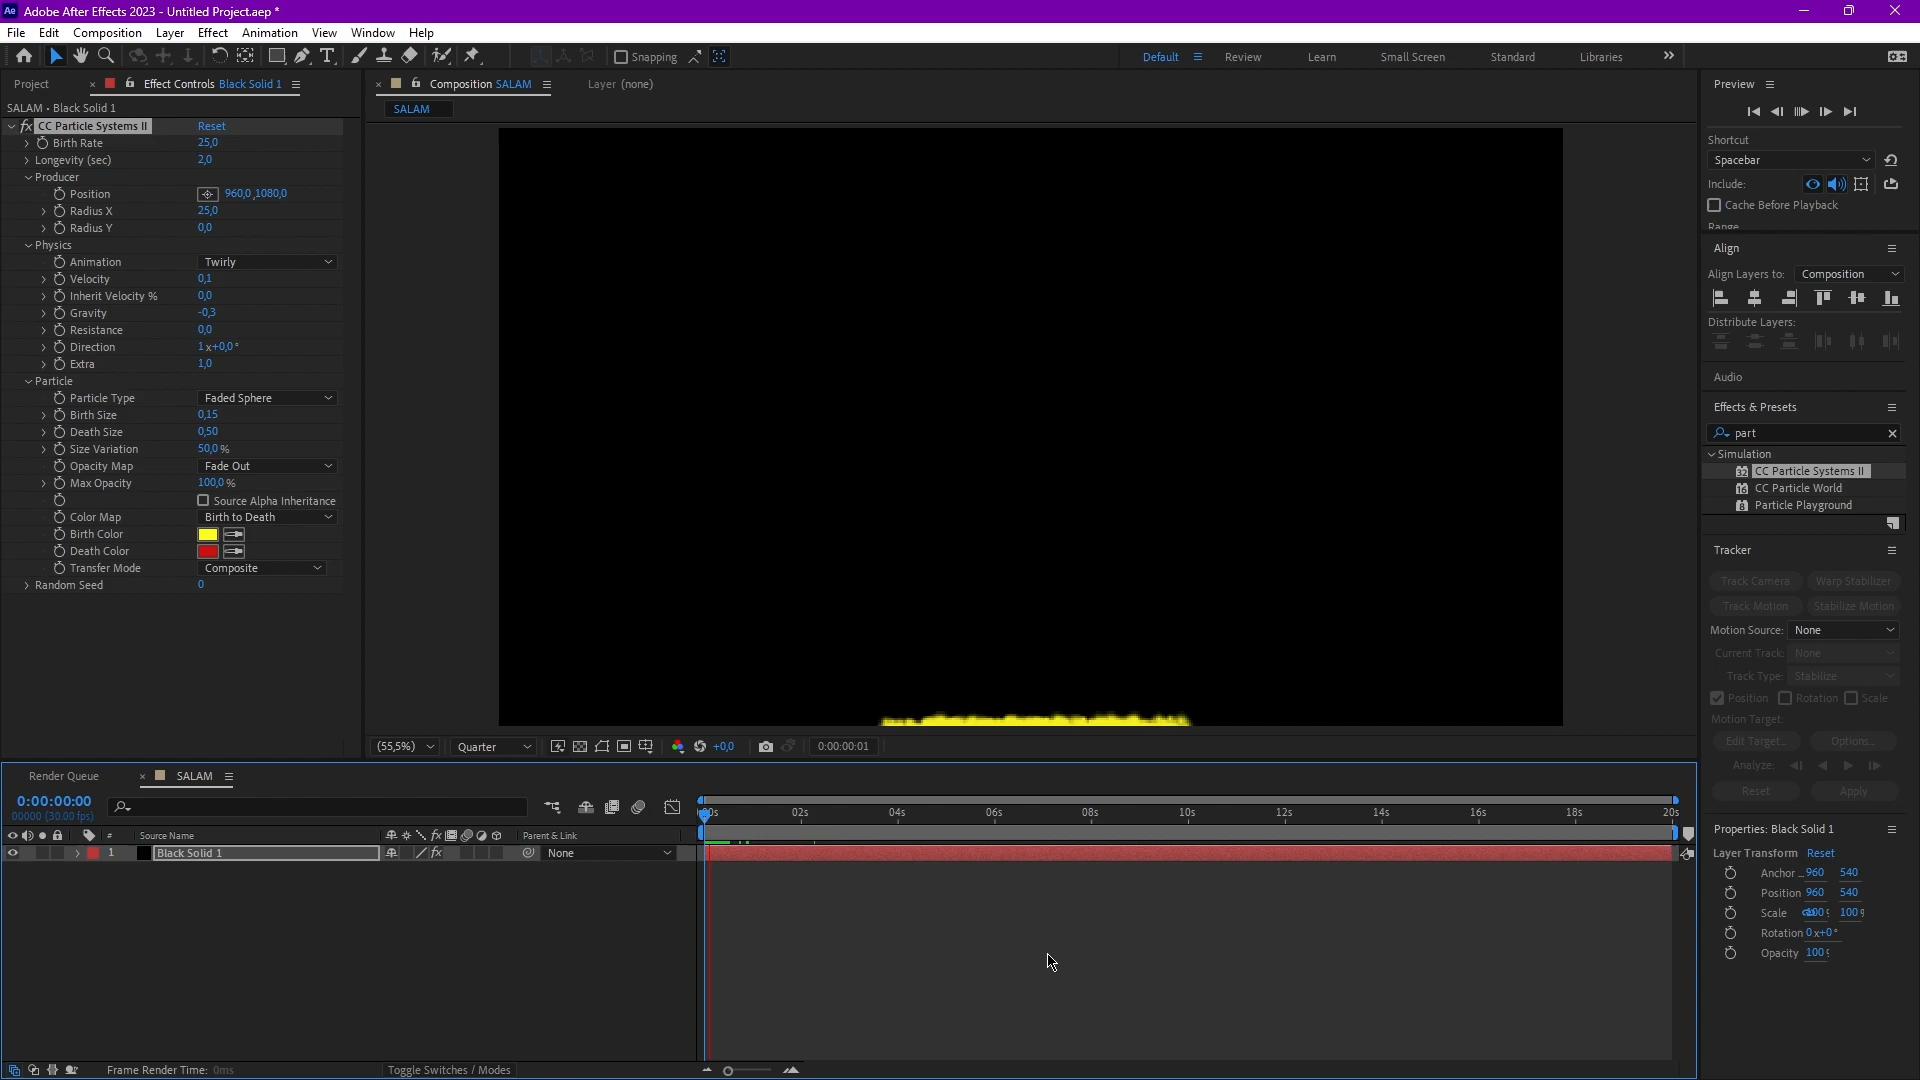 Ae Adobe After Effects 2023 - Untitled Project.aep *
File Edit Composition Layer Effect Animation View Window Help
Snapping
Default Review Learn Small Screen Standard Libraries
Project Effect Controls Black Solid 1
SALAM • Black Solid 1
fx CC Particle Systems II Reset
Birth Rate 25,0
Longevity (sec) 2,0
Producer
Position 960,0 ,1080,0
Radius X 25,0
Radius Y 0,0
Physics
Animation Twirly
Velocity 0,1
Inherit Velocity % 0,0
Gravity -0,3
Resistance 0,0
Direction 1x+0,0°
Extra 1,0
Particle
Particle Type Faded Sphere
Birth Size 0,15
Death Size 0,50
Size Variation 50,0 %
Opacity Map Fade Out
Max Opacity 100,0 %
Source Alpha Inheritance
Color Map Birth to Death
Birth Color
Death Color
Transfer Mode Composite
Random Seed 0
Composition SALAM Layer (none)
SALAM
(55,5%) Quarter +0,0 0:00:00:01
Preview
Shortcut
Spacebar
Include:
Cache Before Playback
Range
Align
Align Layers to: Composition
Distribute Layers:
Audio
Effects & Presets
part
Simulation
32 CC Particle Systems II
16 CC Particle World
8 Particle Playground
Tracker
Track Camera Warp Stabilizer
Track Motion Stabilize Motion
Motion Source: None
Current Track: None
Track Type: Stabilize
Position Rotation Scale
Motion Target:
Edit Target... Options...
Analyze:
Reset Apply
Properties: Black Solid 1
Layer Transform Reset
Anchor ... 960 540
Position 960 540
Scale 100 100
Rotation 0x+0°
Opacity 100
Render Queue SALAM
0:00:00:00
00000 (30.00 fps)
# Source Name fx Parent & Link
1 Black Solid 1 fx None
00s 02s 04s 06s 08s 10s 12s 14s 16s 18s 20s
Frame Render Time: 0ms Toggle Switches / Modes